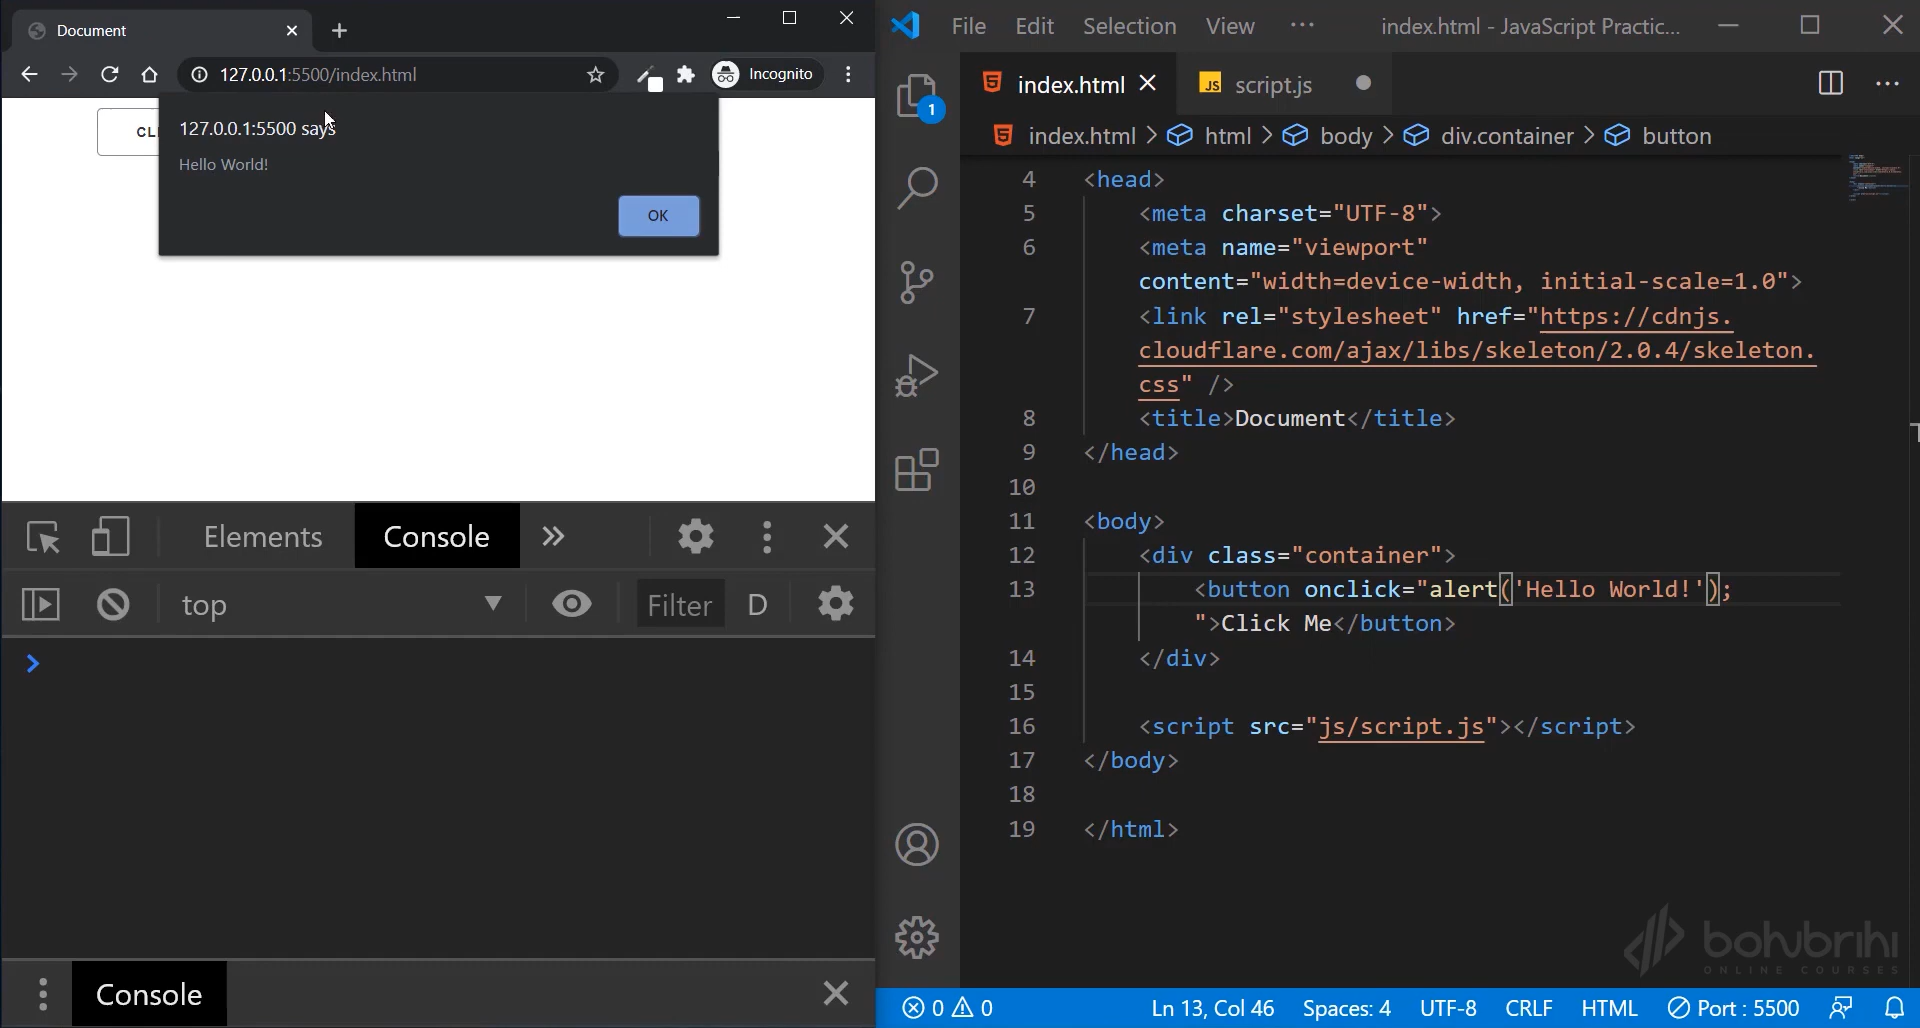 Document
127.0.0.1:5500/index.html
Incognito
127.0.0.1:5500 says
Hello World!
OK
Elements
Console
top
Filter
D
Console
File Edit Selection View ··· index.html - JavaScript Practic...
index.html
JS script.js
1
index.html > html > body > div.container > button
4 <head>
5 <meta charset="UTF-8">
6 <meta name="viewport"
content="width=device-width, initial-scale=1.0">
7 <link rel="stylesheet" href="https://cdnjs.
cloudflare.com/ajax/libs/skeleton/2.0.4/skeleton.
css" />
8 <title>Document</title>
9 </head>
10
11 <body>
12 <div class="container">
13 <button onclick="alert('Hello World!');
">Click Me</button>
14 </div>
15
16 <script src="js/script.js"></script>
17 </body>
18
19 </html>
bohubrihi
ONLINE COURSES
0 0 Ln 13, Col 46 Spaces: 4 UTF-8 CRLF HTML Port : 5500